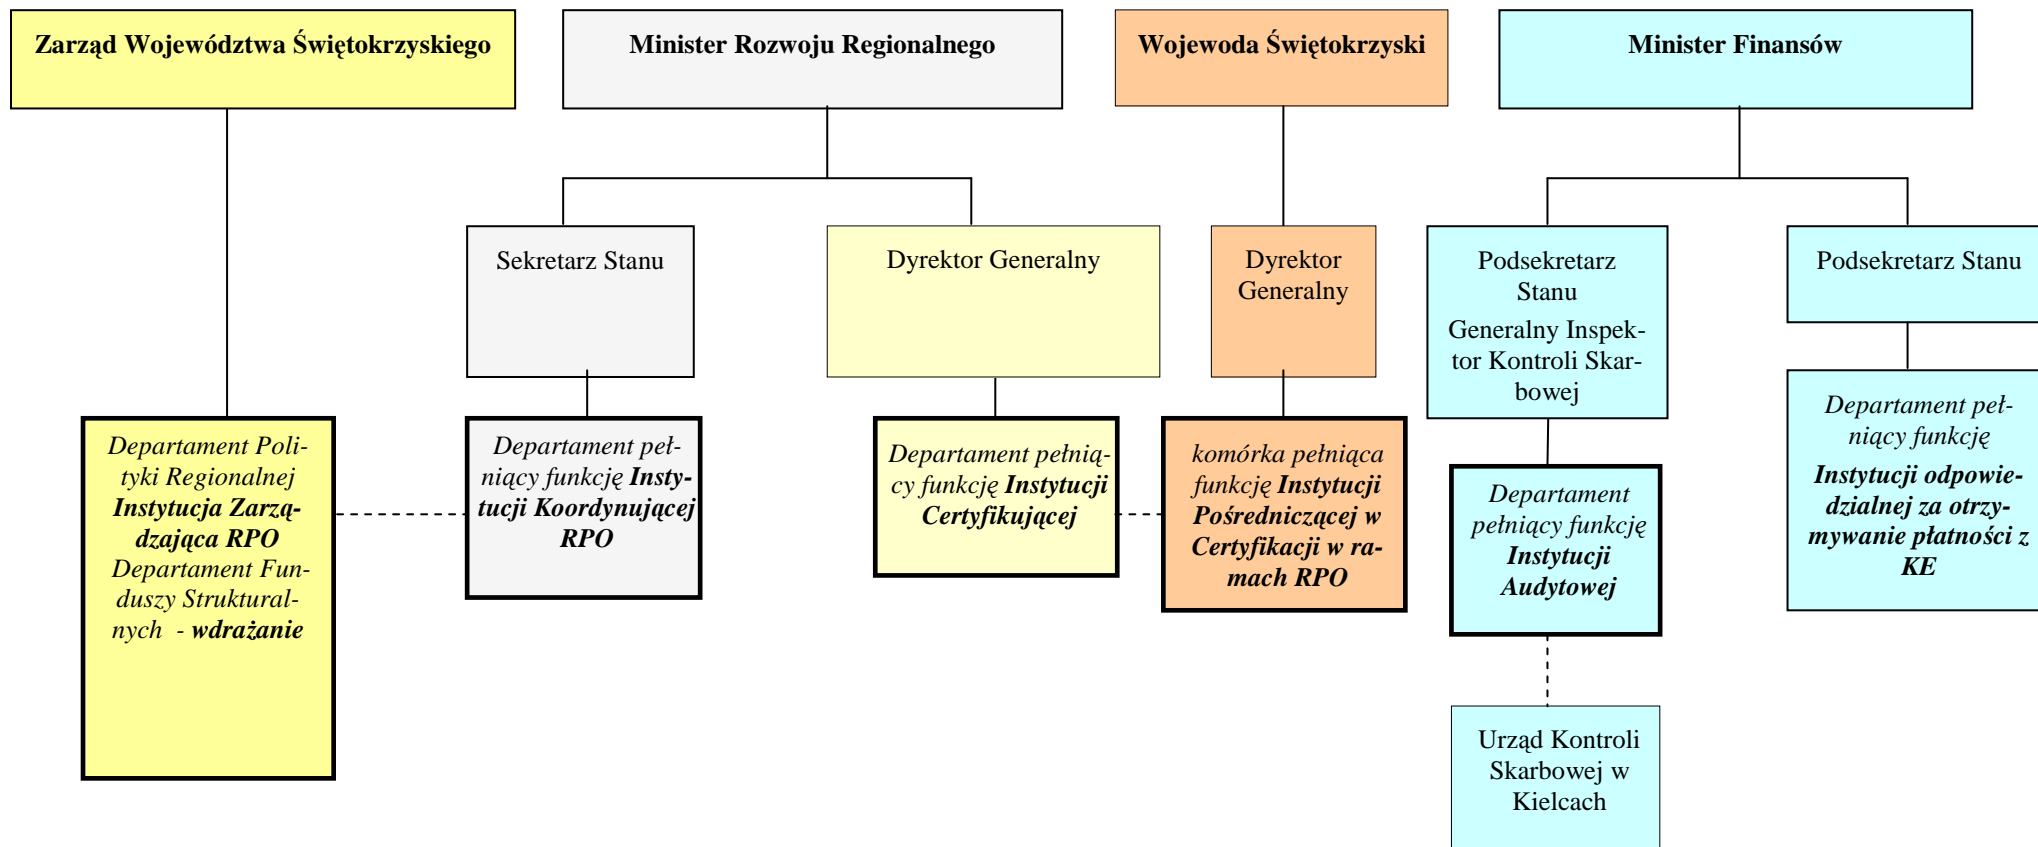 Zarząd Województwa Świętokrzyskiego
Minister Rozwoju Regionalnego
Wojewoda Świętokrzyski
Minister Finansów
Sekretarz Stanu
Dyrektor Generalny
Dyrektor
Generalny
Podsekretarz
Stanu
Generalny Inspek-
tor Kontroli Skar-
bowej
Podsekretarz Stanu
Departament Poli-
tyki Regionalnej
Instytucja Zarzą-
dzająca RPO
Departament Fun-
duszy Struktural-
nych - wdrażanie
Departament peł-
niący funkcję Insty-
tucji Koordynującej
RPO
Departament pełnią-
cy funkcję Instytucji
Certyfikującej
komórka pełniąca
funkcję Instytucji
Pośredniczącej w
Certyfikacji w ra-
mach RPO
Departament
pełniący funkcję
Instytucji
Audytowej
Departament peł-
niący funkcję
Instytucji odpowie-
dzialnej za otrzy-
mywanie płatności z
KE
Urząd Kontroli
Skarbowej w
Kielcach